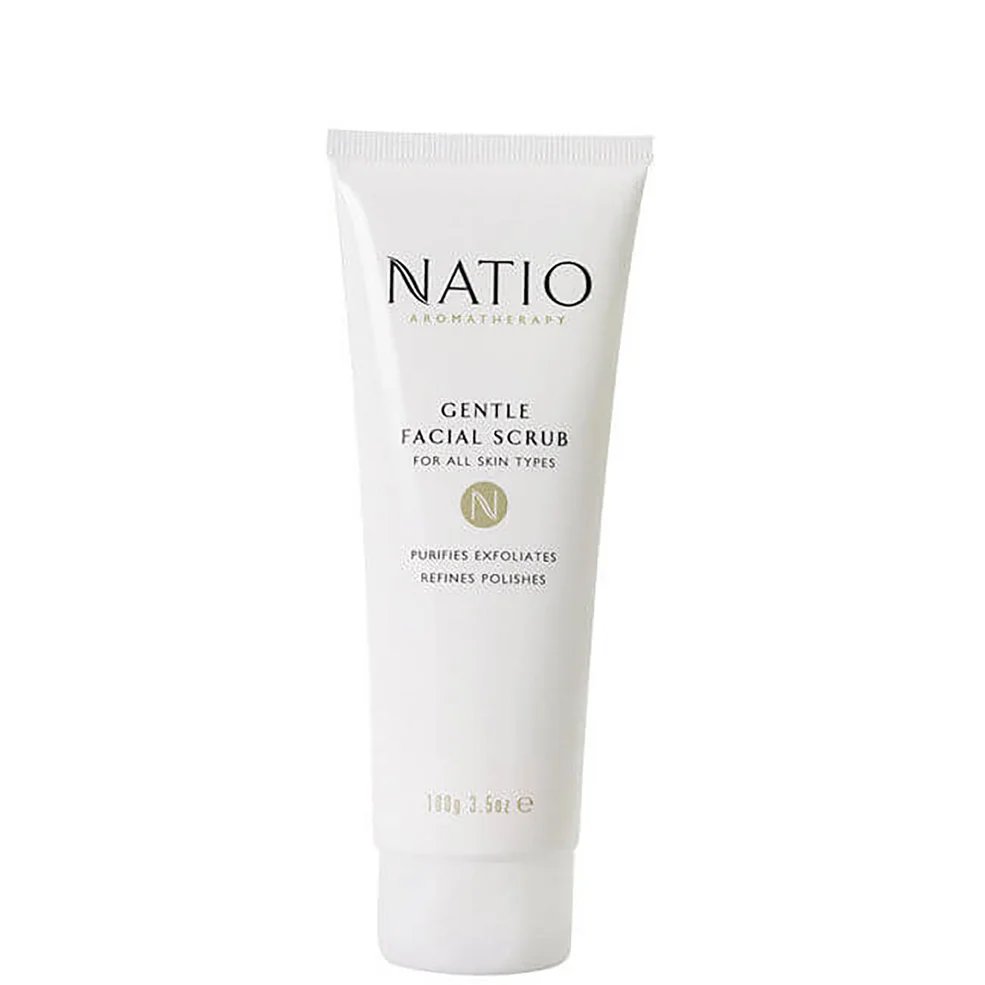 NATIO
AROMATHERAPY
GENTLE
FACIAL SCRUB
FOR ALL SKIN TYPES
N
PURIFIES EXFOLIATES
REFINES POLISHES
100g 3.5oz ℮